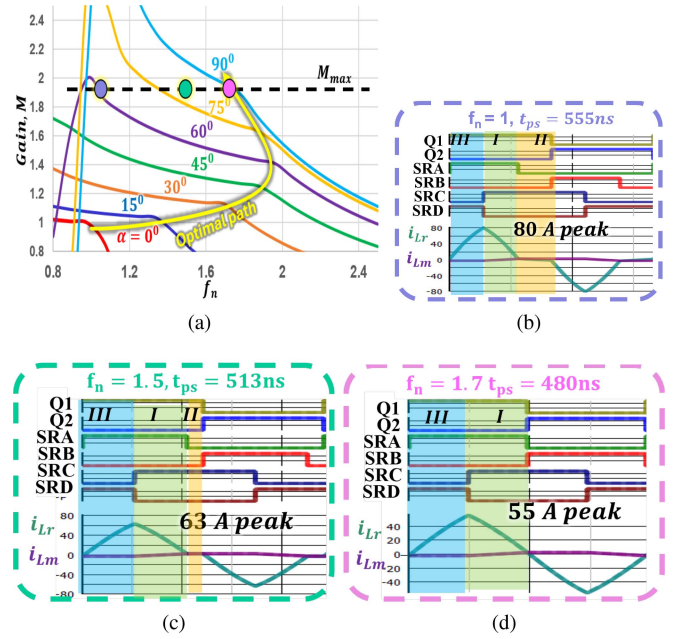 Gain, M
2.2
2
1.8
1.6
1.4
1.2
1
0.8
90⁰
M_max
75⁰
60⁰
45⁰
30⁰
15⁰
α = 0⁰
Optimal path
0.8 1.2 1.6 2 2.4
f_n
(a)
f_n = 1, t_ps = 555ns
Q1
Q2
SRA
SRB
SRC
SRD
III I II
80 A peak
i_Lr
i_Lm
80
40
0
-40
-80
(b)
f_n = 1.5, t_ps = 513ns
Q1
Q2
SRA
SRB
SRC
SRD
III I II
63 A peak
i_Lr
i_Lm
80
40
0
-40
-80
(c)
f_n = 1.7 t_ps = 480ns
Q1
Q2
SRA
SRB
SRC
SRD
III I
55 A peak
i_Lr
i_Lm
40
20
0
-20
-40
(d)